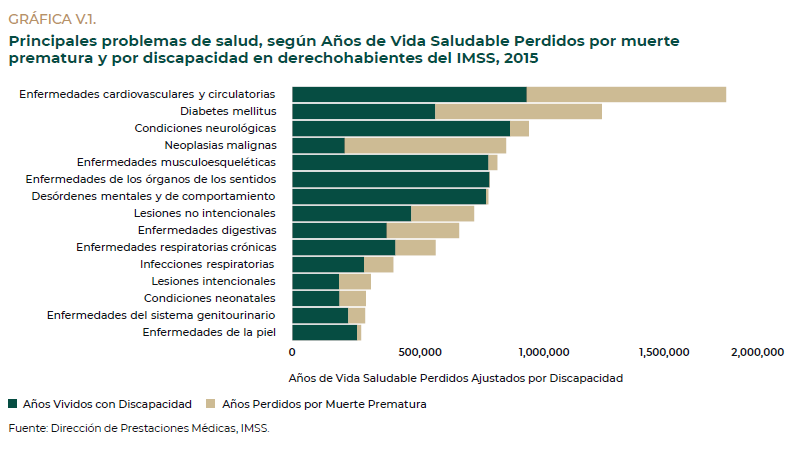 GRÁFICA V.1.
Principales problemas de salud, según Años de Vida Saludable Perdidos por muerte
prematura y por discapacidad en derechohabientes del IMSS, 2015
Enfermedades cardiovasculares y circulatorias
Diabetes mellitus
Condiciones neurológicas
Neoplasias malignas
Enfermedades musculoesqueléticas
Enfermedades de los órganos de los sentidos
Desórdenes mentales y de comportamiento
Lesiones no intencionales
Enfermedades digestivas
Enfermedades respiratorias crónicas
Infecciones respiratorias
Lesiones intencionales
Condiciones neonatales
Enfermedades del sistema genitourinario
Enfermedades de la piel
0 500,000 1,000,000 1,500,000 2,000,000
Años de Vida Saludable Perdidos Ajustados por Discapacidad
Años Vividos con Discapacidad Años Perdidos por Muerte Prematura
Fuente: Dirección de Prestaciones Médicas, IMSS.